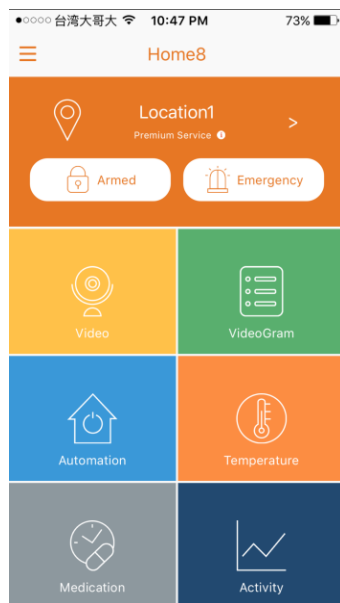 台湾大哥大 10:47 PM 73%
Home8
Location1
Premium Service
>
Armed Emergency
Video VideoGram
Automation Temperature
Medication Activity